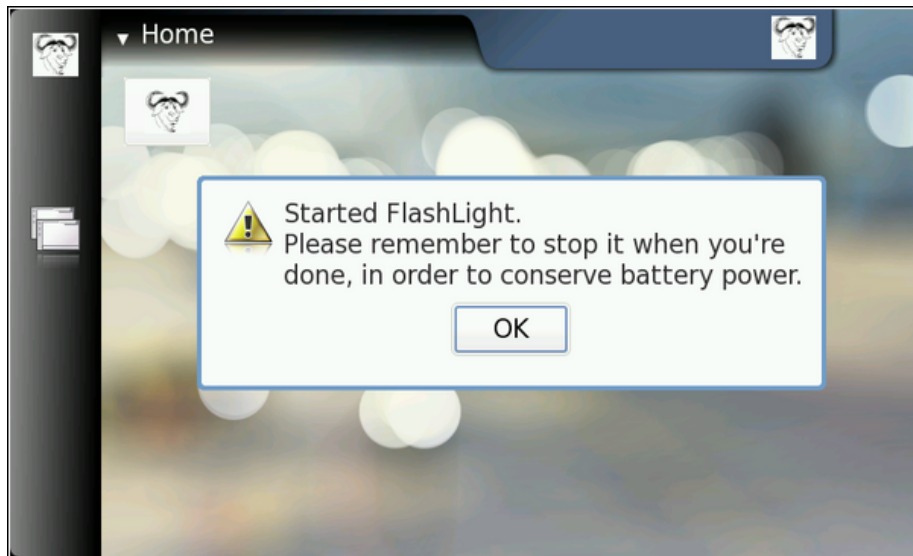 Home
Started FlashLight.
Please remember to stop it when you're
done, in order to conserve battery power.
OK